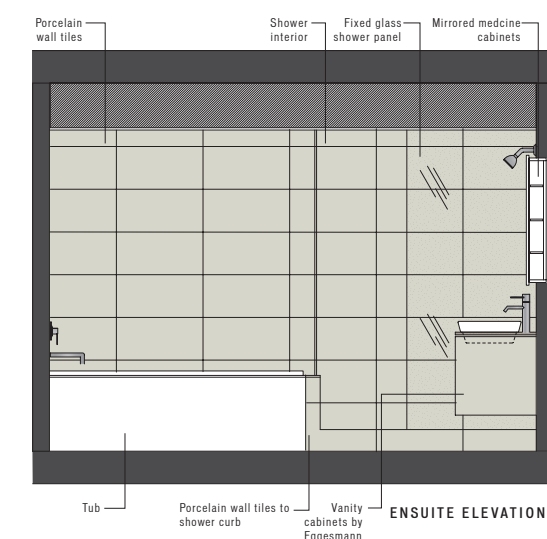 Porcelain
wall tiles
Shower
interior
Fixed glass
shower panel
Mirrored medcine
cabinets
Tub
Porcelain wall tiles to
shower curb
Vanity
cabinets by
Eggesmann
ENSUITE ELEVATION